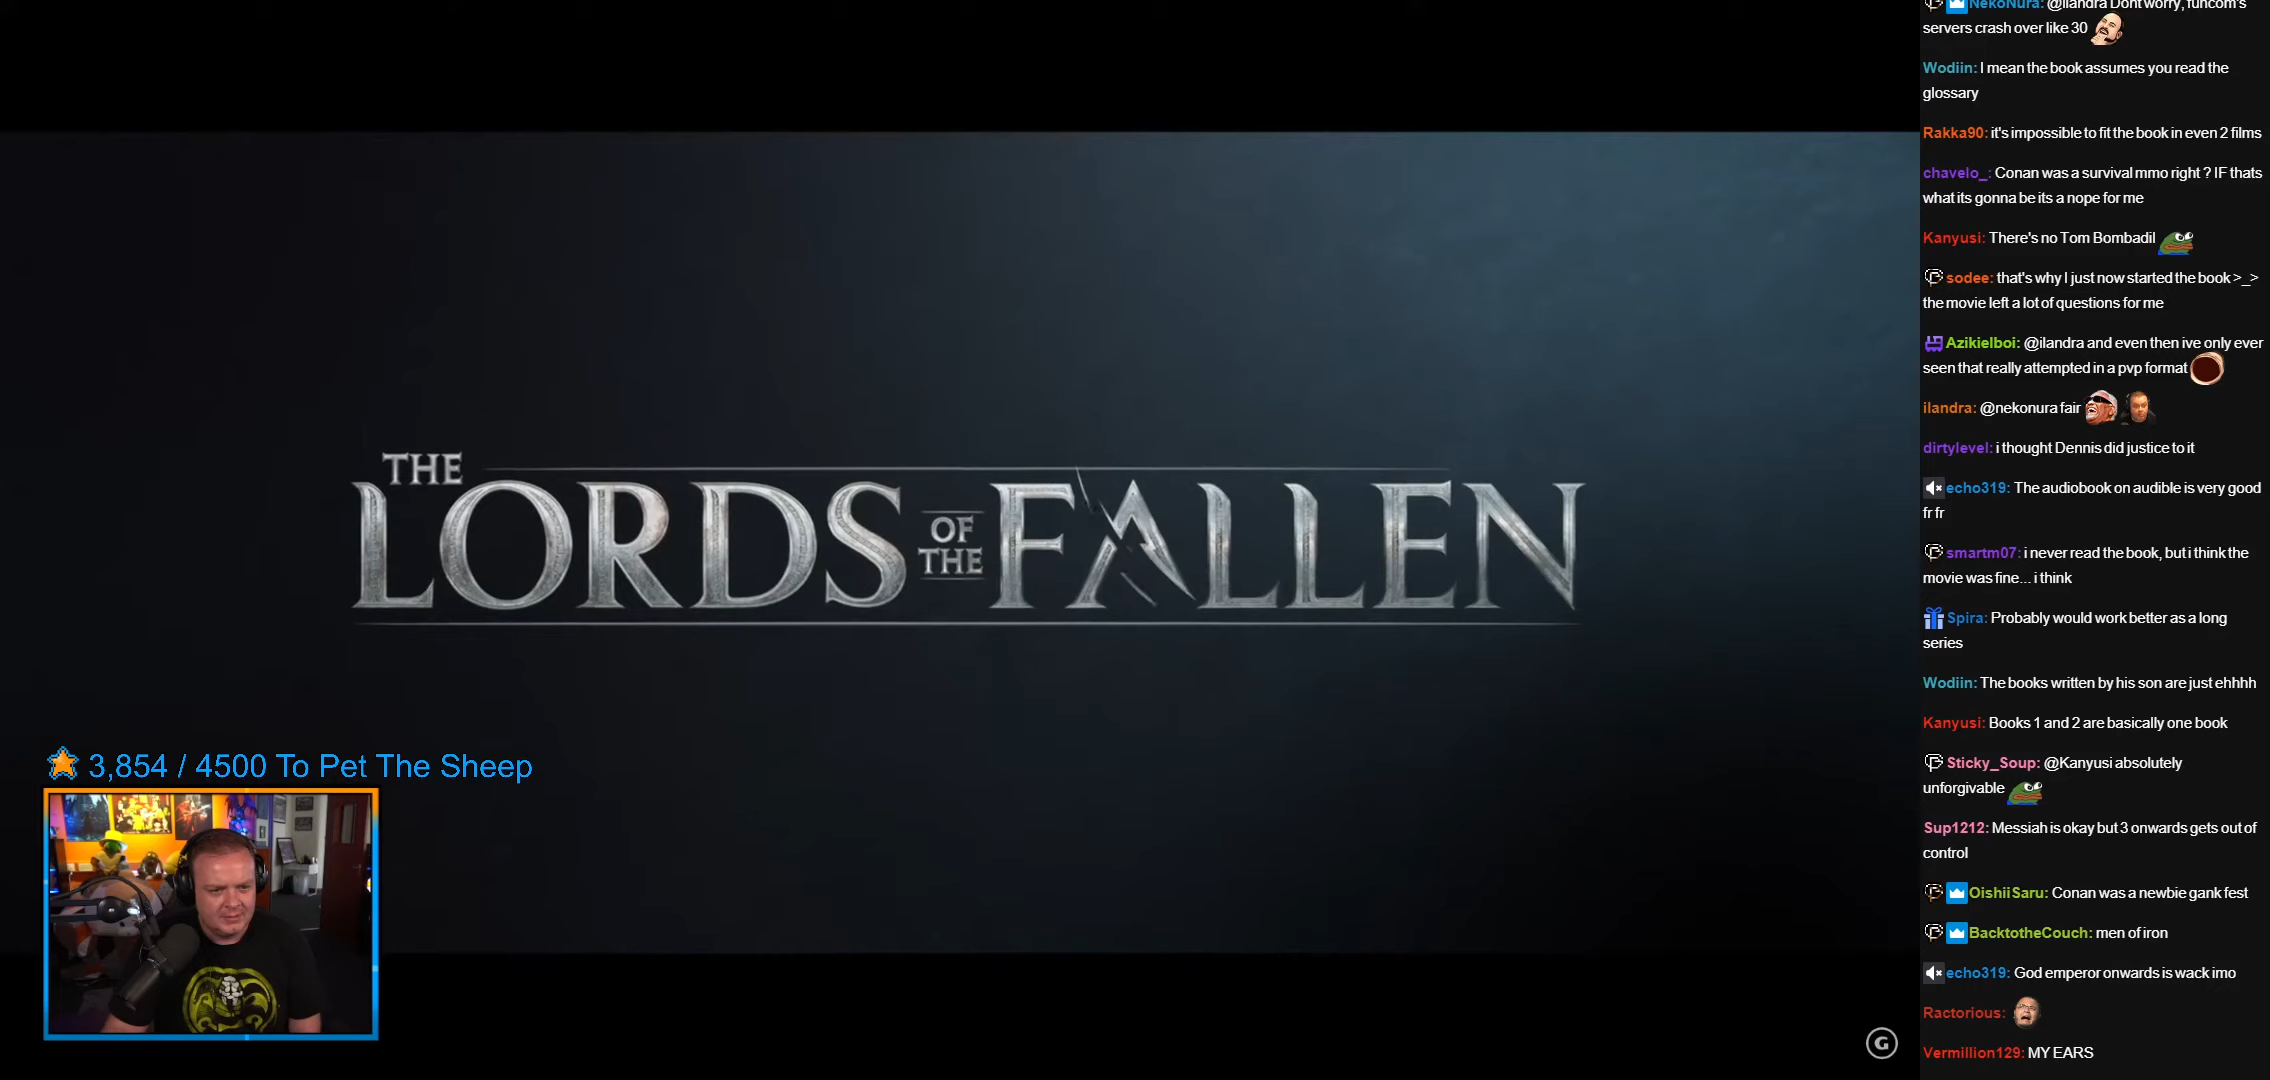 THE
LORDS OF THE FALLEN
3,854 / 4500 To Pet The Sheep
G
NekoNura: @ilandra Dont worry, funcom's
servers crash over like 30
Wodiin: I mean the book assumes you read the
glossary
Rakka90: it's impossible to fit the book in even 2 films
chavelo_: Conan was a survival mmo right ? IF thats
what its gonna be its a nope for me
Kanyusi: There's no Tom Bombadil
sodee: that's why I just now started the book >_>
the movie left a lot of questions for me
Azikielboi: @ilandra and even then ive only ever
seen that really attempted in a pvp format
ilandra: @nekonura fair
dirtylevel: i thought Dennis did justice to it
echo319: The audiobook on audible is very good
fr fr
smartm07: i never read the book, but i think the
movie was fine... i think
Spira: Probably would work better as a long
series
Wodiin: The books written by his son are just ehhhh
Kanyusi: Books 1 and 2 are basically one book
Sticky_Soup: @Kanyusi absolutely
unforgivable
Sup1212: Messiah is okay but 3 onwards gets out of
control
OishiiSaru: Conan was a newbie gank fest
BacktotheCouch: men of iron
echo319: God emperor onwards is wack imo
Ractorious:
Vermillion129: MY EARS